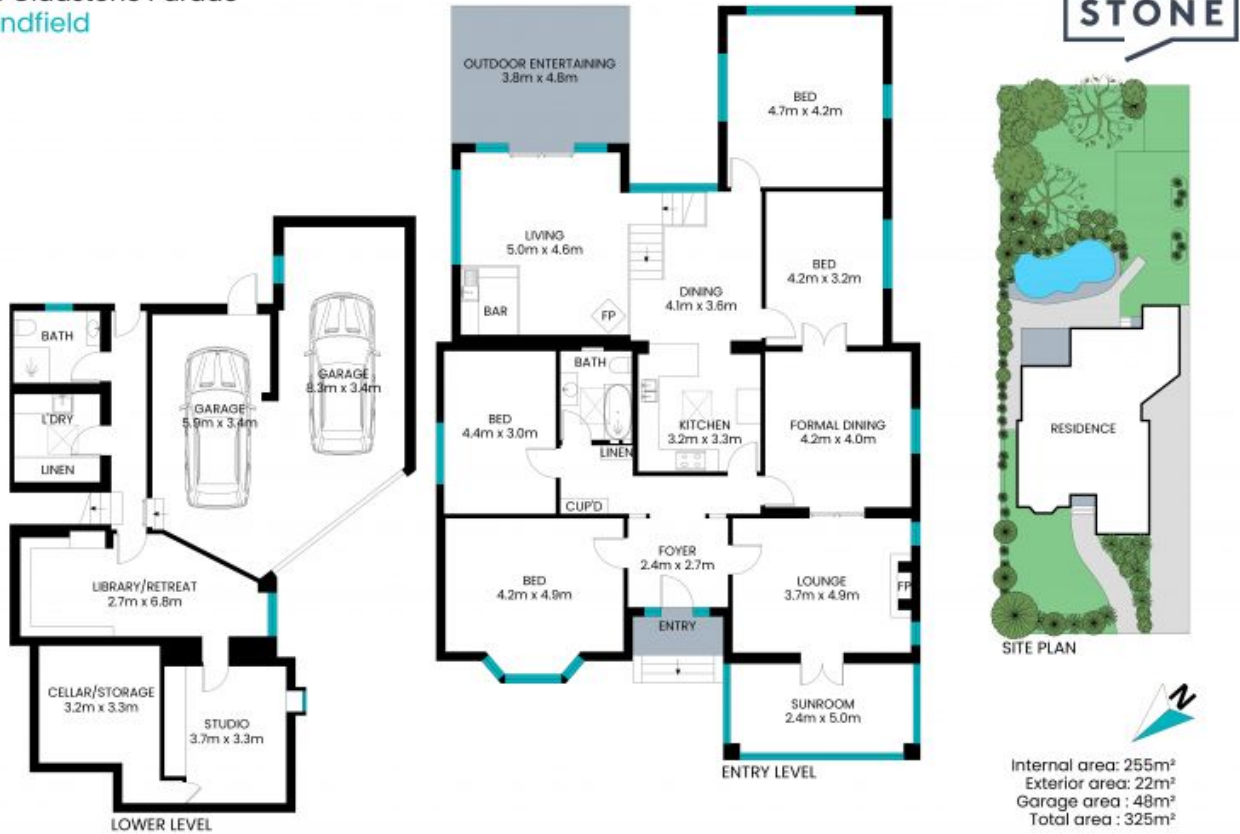 Gladstone Parade
ndfield
STONE
OUTDOOR ENTERTAINING
3.8m x 4.8m
BED
4.7m x 4.2m
LIVING
5.0m x 4.6m
BAR
FP
DINING
4.1m x 3.6m
BED
4.2m x 3.2m
BED
4.4m x 3.0m
BATH
LINEN
CUP'D
KITCHEN
3.2m x 3.3m
FORMAL DINING
4.2m x 4.0m
BED
4.2m x 4.9m
FOYER
2.4m x 2.7m
ENTRY
LOUNGE
3.7m x 4.9m
FP
SUNROOM
2.4m x 5.0m
ENTRY LEVEL
BATH
L'DRY
LINEN
GARAGE
5.9m x 3.4m
GARAGE
8.3m x 3.4m
LIBRARY/RETREAT
2.7m x 6.8m
CELLAR/STORAGE
3.2m x 3.3m
STUDIO
3.7m x 3.3m
LOWER LEVEL
RESIDENCE
SITE PLAN
N
Internal area: 255m²
Exterior area: 22m²
Garage area : 48m²
Total area : 325m²